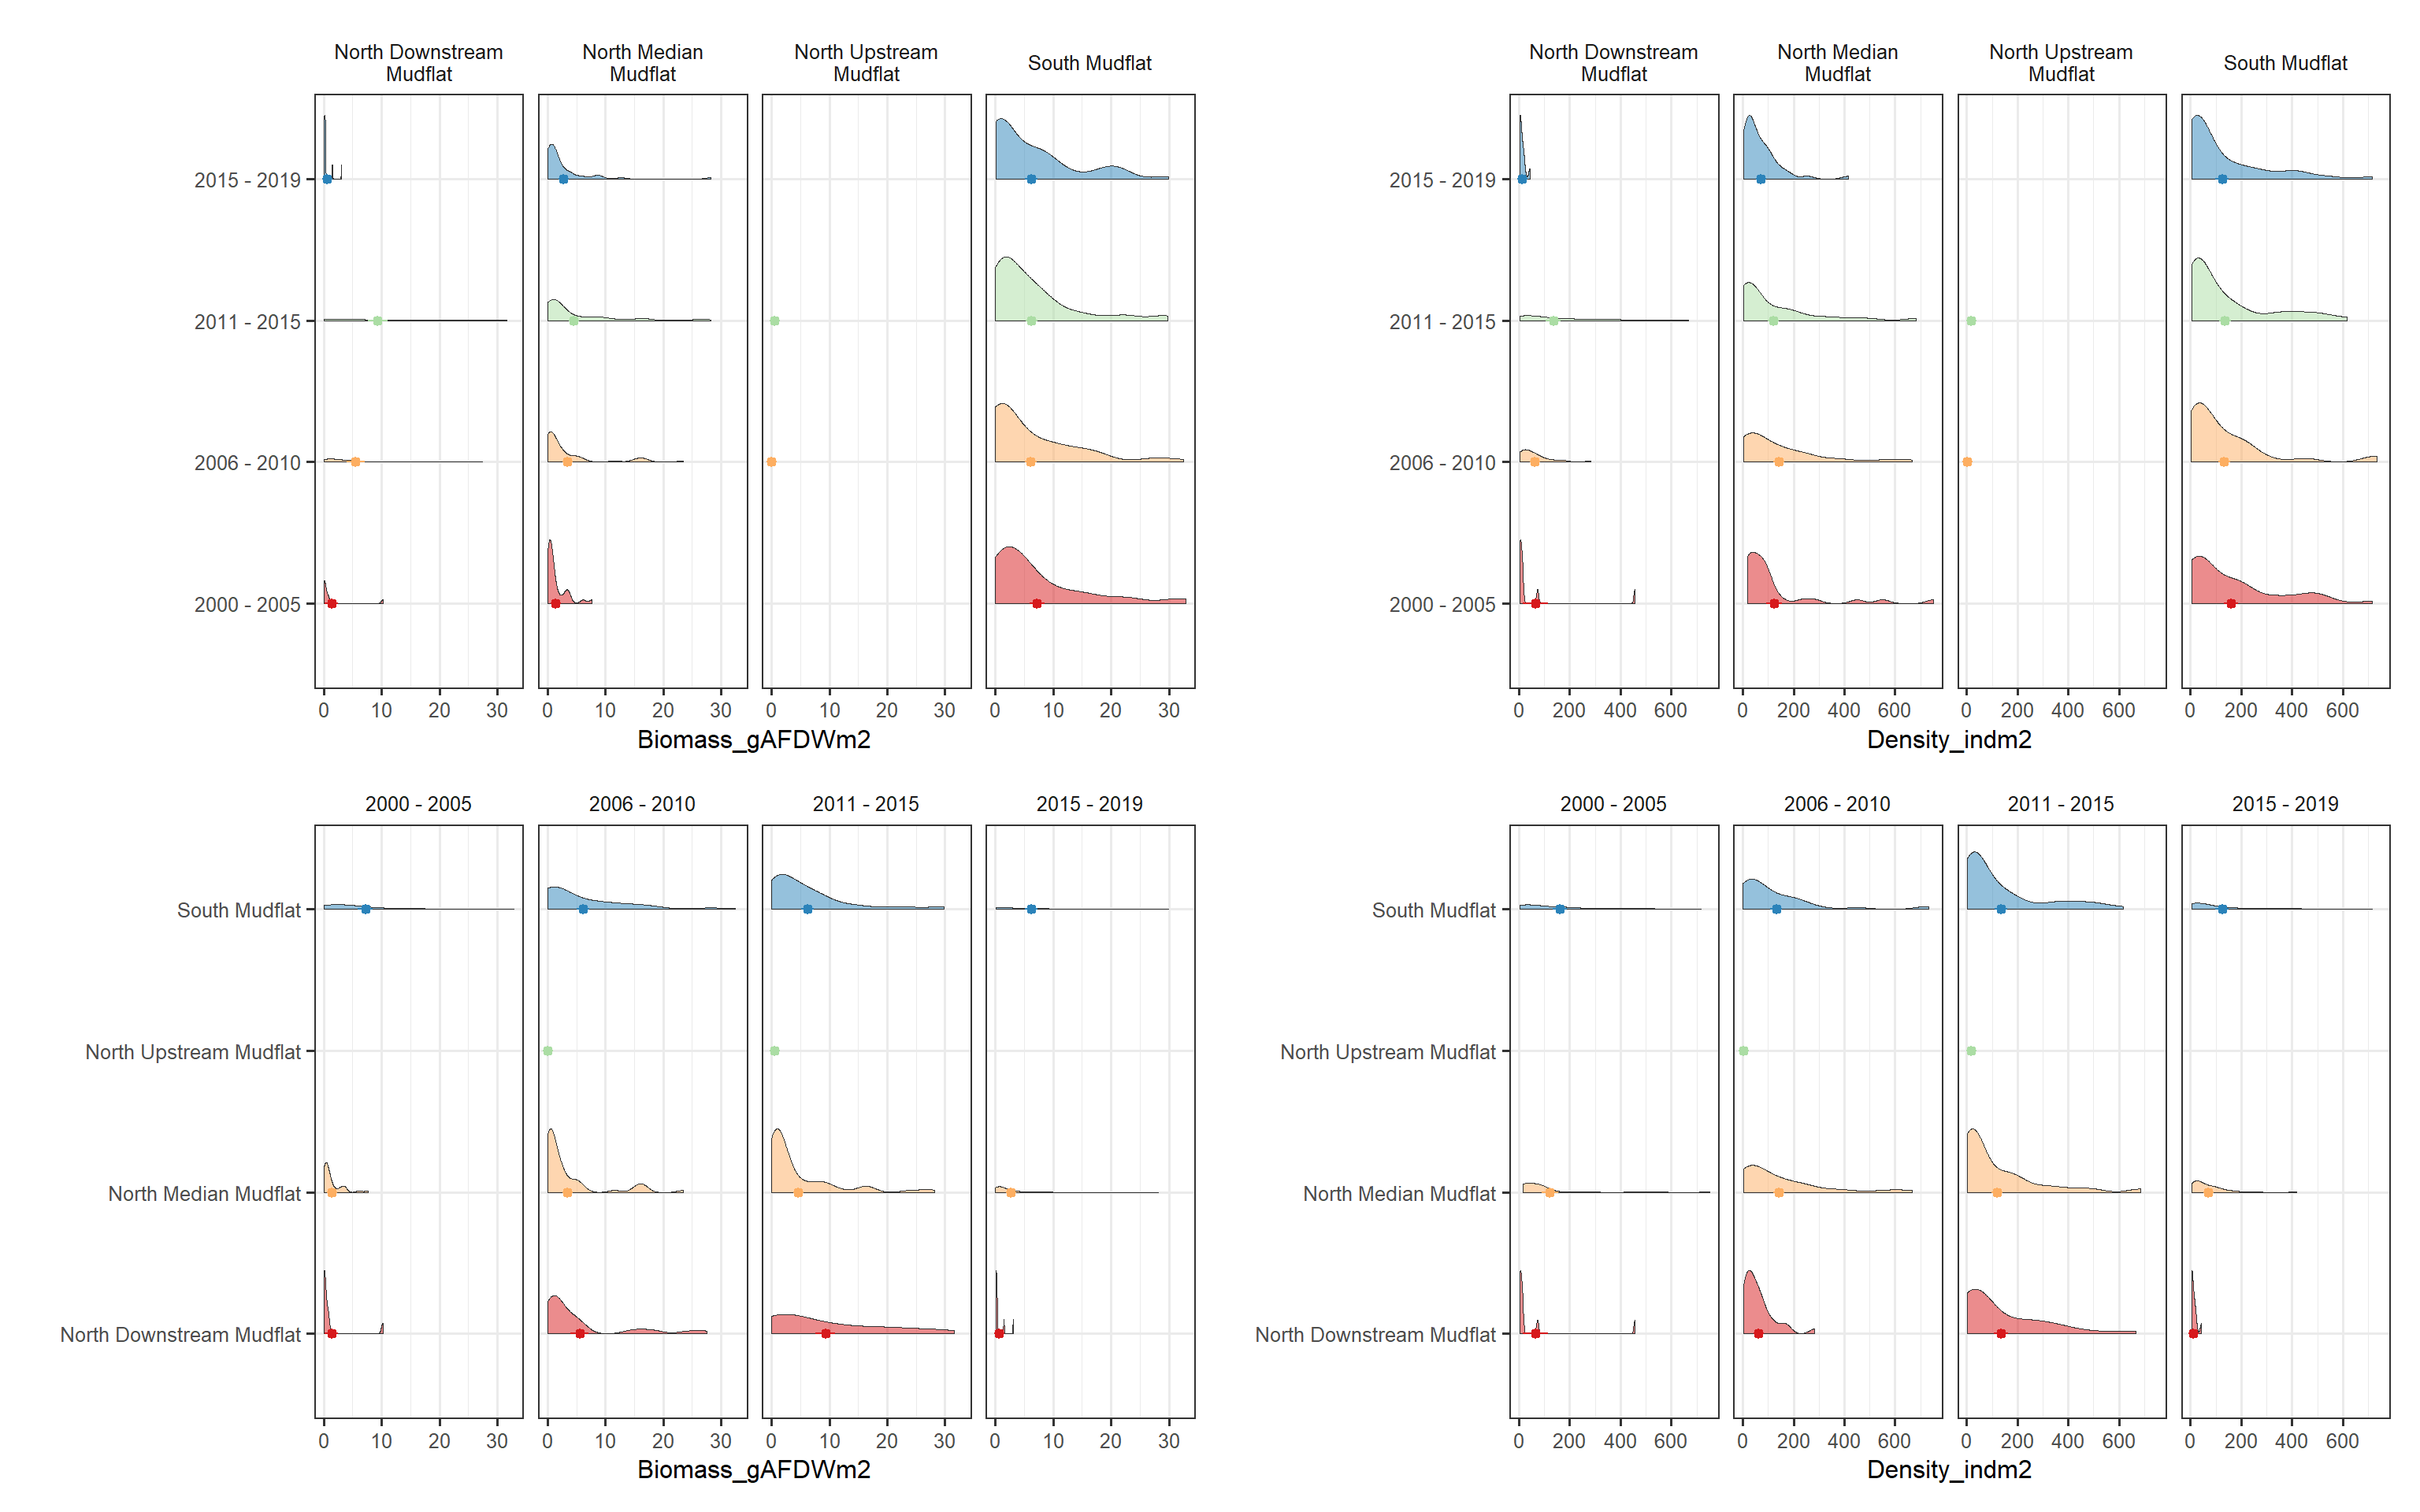 North Downstream
Mudflat
North Median
Mudflat
North Upstream
Mudflat
South Mudflat
2015 - 2019
2011 - 2015
2006 - 2010
2000 - 2005
0 10 20 30 0 10 20 30 0 10 20 30 0 10 20 30
Biomass_gAFDWm2
North Downstream
Mudflat
North Median
Mudflat
North Upstream
Mudflat
South Mudflat
2015 - 2019
2011 - 2015
2006 - 2010
2000 - 2005
0 200 400 600 0 200 400 600 0 200 400 600 0 200 400 600
Density_indm2
2000 - 2005 2006 - 2010 2011 - 2015 2015 - 2019
South Mudflat
North Upstream Mudflat
North Median Mudflat
North Downstream Mudflat
0 10 20 30 0 10 20 30 0 10 20 30 0 10 20 30
Biomass_gAFDWm2
2000 - 2005 2006 - 2010 2011 - 2015 2015 - 2019
South Mudflat
North Upstream Mudflat
North Median Mudflat
North Downstream Mudflat
0 200 400 600 0 200 400 600 0 200 400 600 0 200 400 600
Density_indm2